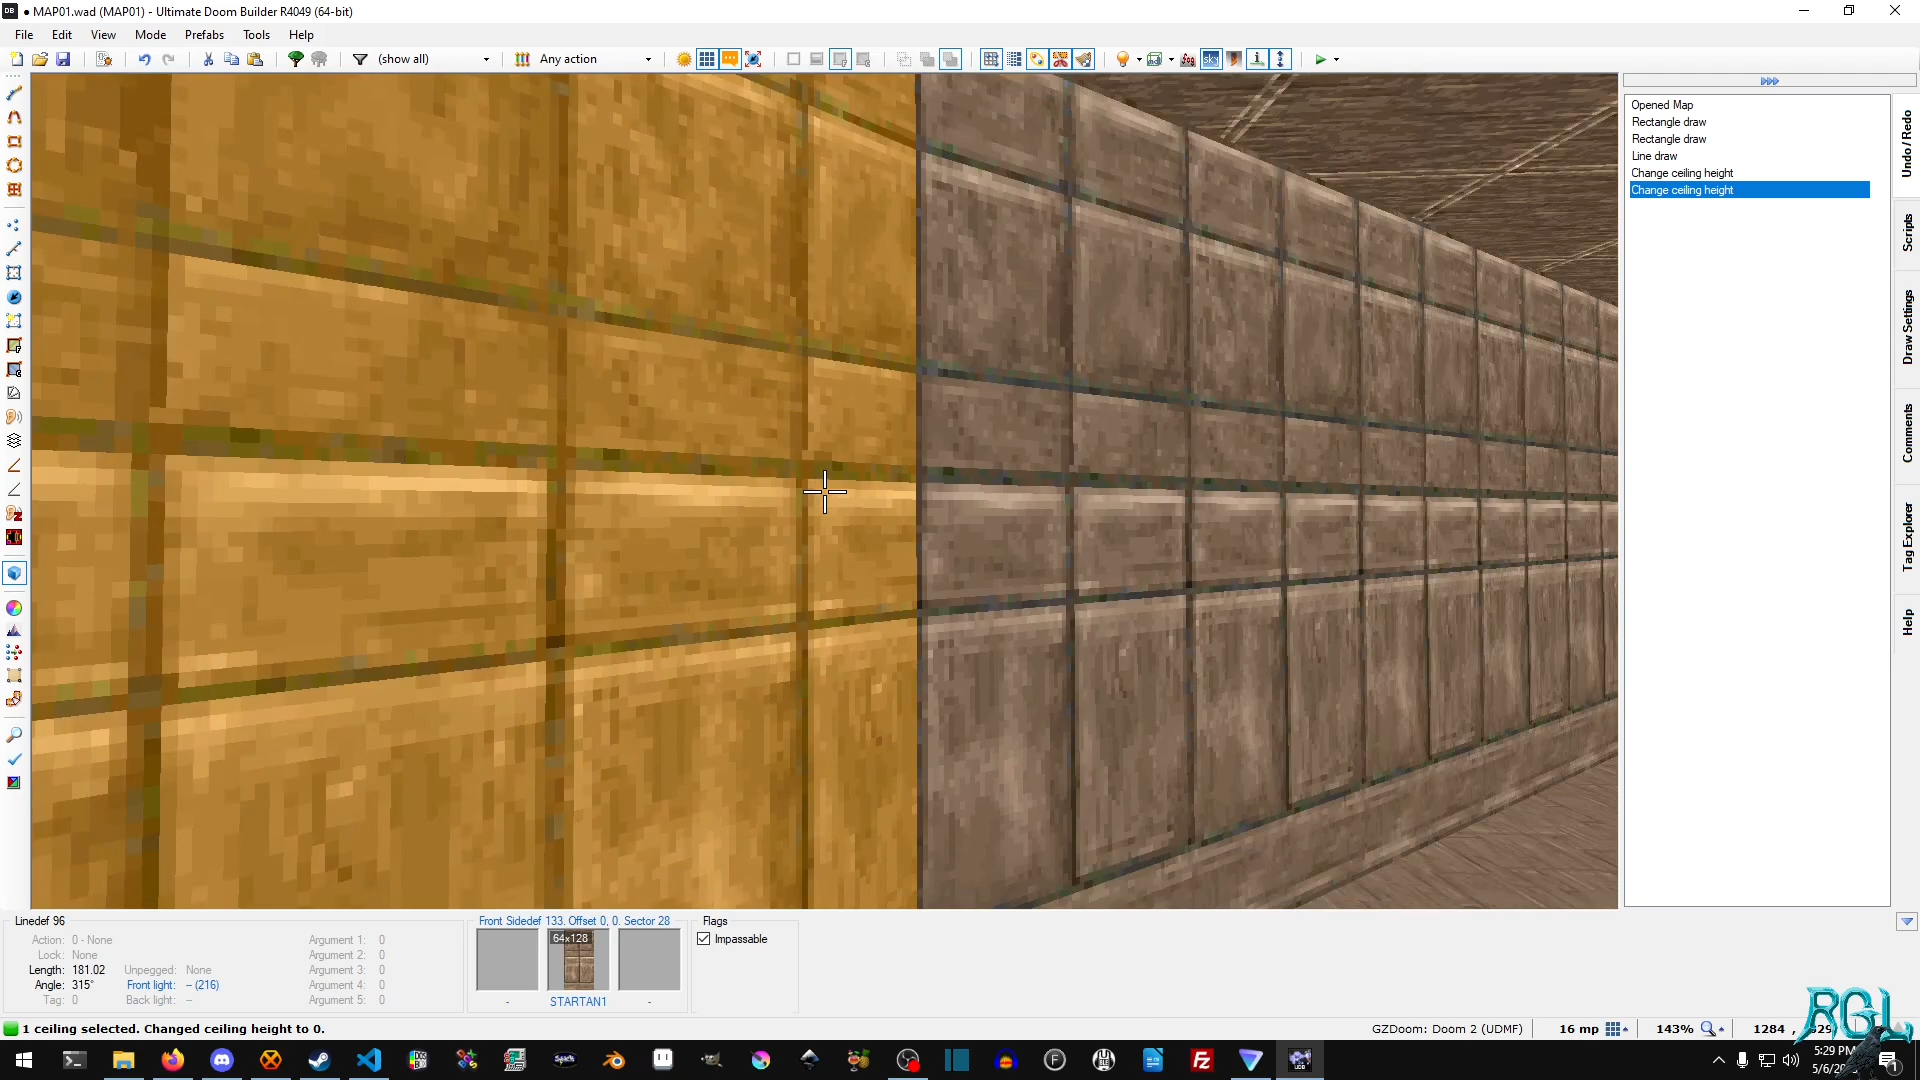 ● MAP01.wad (MAP01) - Ultimate Doom Builder R4049 (64-bit)
File Edit View Mode Prefabs Tools Help
(show all)
Any action
Opened Map
Rectangle draw
Rectangle draw
Line draw
Change ceiling height
Change ceiling height
Undo / Redo
Scripts
Draw Settings
Comments
Tag Explorer
Help
Linedef 96
Action: 0 - None
Lock: None
Length: 181.02
Angle: 315°
Tag: 0
Unpegged: None
Front light: -- (216)
Back light: --
Argument 1: 0
Argument 2: 0
Argument 3: 0
Argument 4: 0
Argument 5: 0
Front Sidedef 133. Offset 0, 0. Sector 28
64x128
- STARTAN1 -
Flags
Impassable
1 ceiling selected. Changed ceiling height to 0.
GZDoom: Doom 2 (UDMF)
16 mp
143%
1284 ,
RGL
5:29 PM